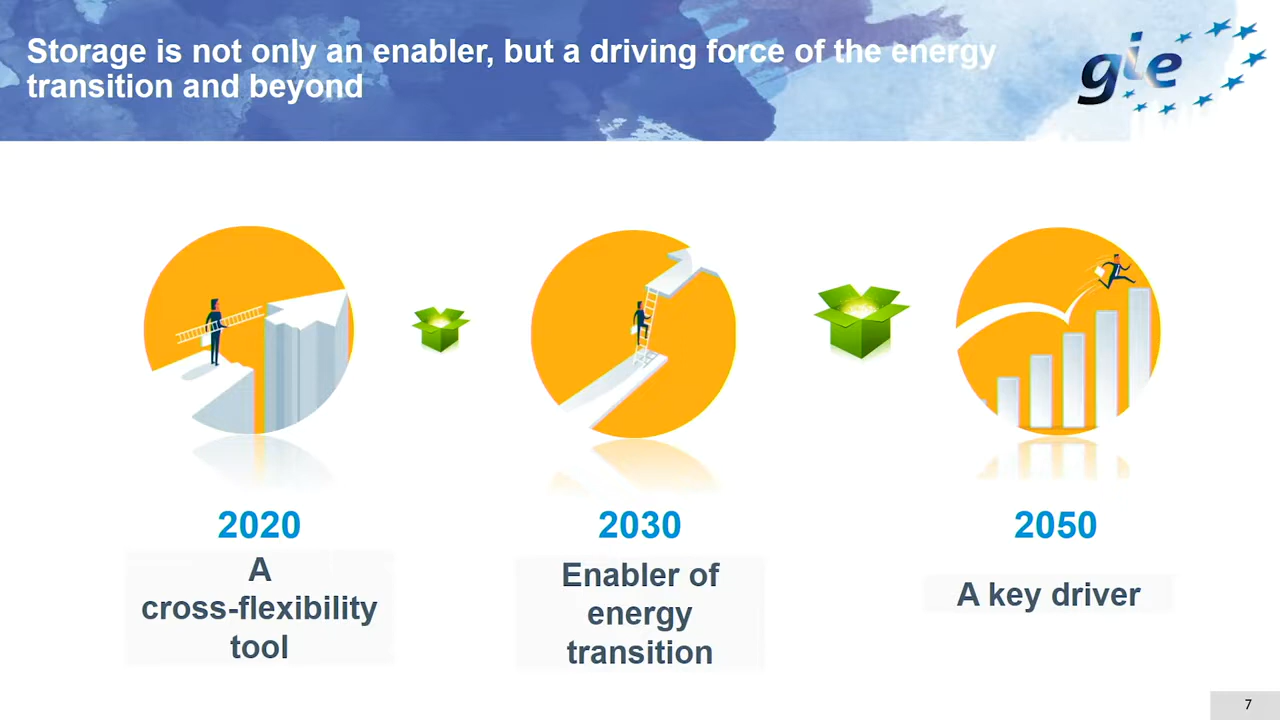 Storage is not only an enabler, but a driving force of the energy
transition and beyond
gie
2020
A
cross-flexibility
tool
2030
Enabler of
energy
transition
2050
A key driver
7